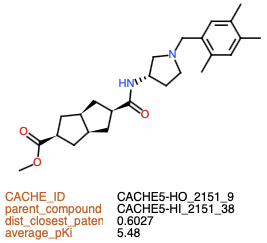 N
HN
O
O
O
CACHE_ID CACHE5-HO_2151_9
parent_compound CACHE5-HI_2151_38
dist_closest_paten 0.6027
average_pKi 5.48